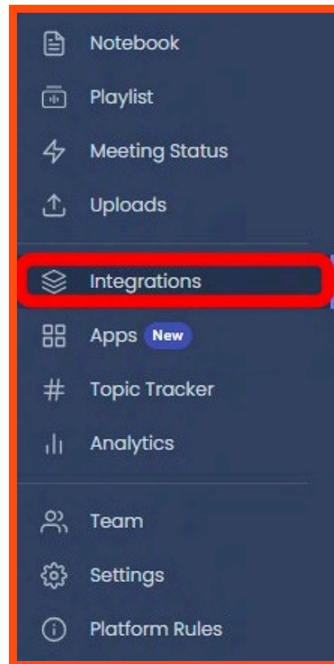 Notebook
Playlist
Meeting Status
Uploads
Integrations
Apps New
Topic Tracker
Analytics
Team
Settings
Platform Rules